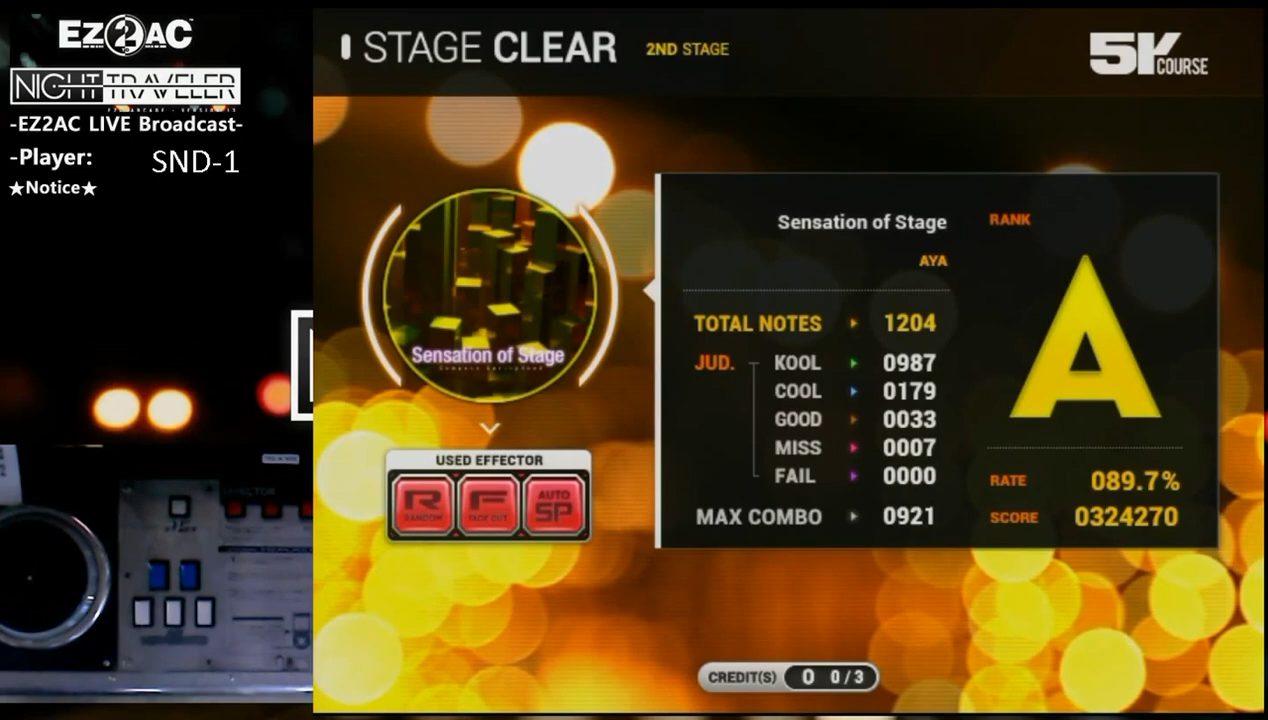 EZ2AC
NIGHT TRAVELER
-EZ2AC LIVE Broadcast-
-Player: SND-1
★Notice★
STAGE CLEAR 2ND STAGE
5K COURSE
Sensation of Stage
USED EFFECTOR
R RANDOM
F FADE OUT
AUTO SP
Sensation of Stage
AYA
TOTAL NOTES 1204
JUD. KOOL 0987
COOL 0179
GOOD 0033
MISS 0007
FAIL 0000
MAX COMBO 0921
RANK
A
RATE 089.7%
SCORE 0324270
CREDIT(S) 0 0/3